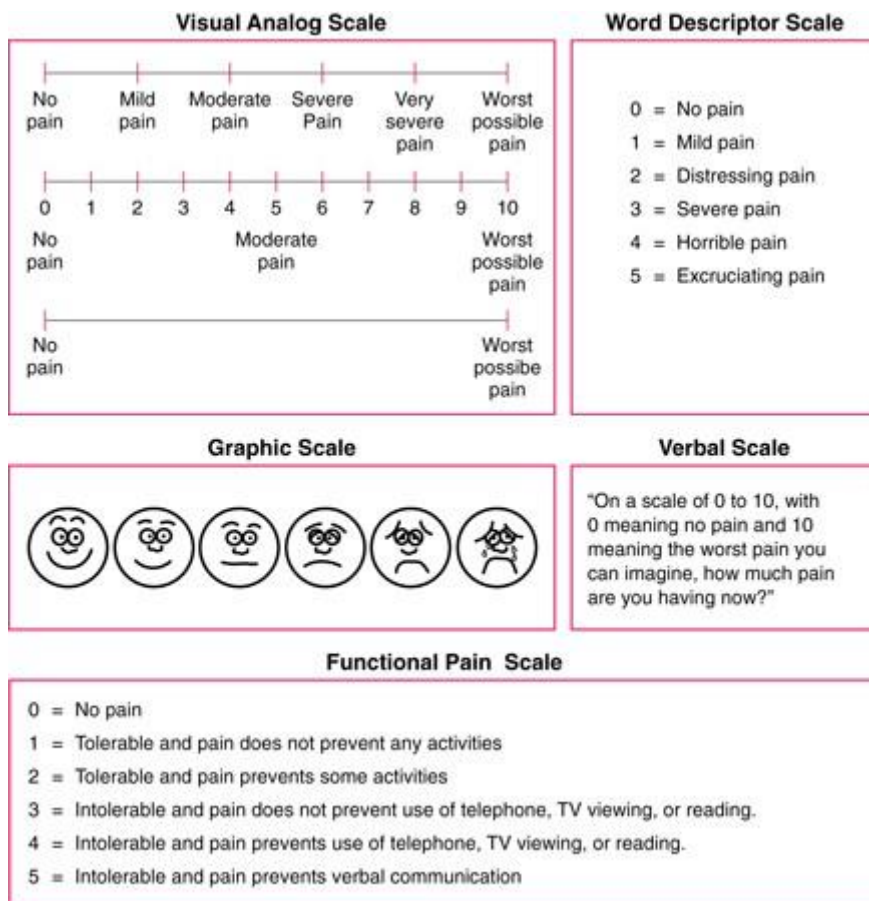 Visual Analog Scale
No pain
Mild pain
Moderate pain
Severe Pain
Very severe pain
Worst possible pain
0 1 2 3 4 5 6 7 8 9 10
No pain
Moderate pain
Worst possible pain
No pain
Worst possibe pain
Word Descriptor Scale
0 = No pain
1 = Mild pain
2 = Distressing pain
3 = Severe pain
4 = Horrible pain
5 = Excruciating pain
Graphic Scale
Verbal Scale
“On a scale of 0 to 10, with
0 meaning no pain and 10
meaning the worst pain you
can imagine, how much pain
are you having now?”
Functional Pain Scale
0 = No pain
1 = Tolerable and pain does not prevent any activities
2 = Tolerable and pain prevents some activities
3 = Intolerable and pain does not prevent use of telephone, TV viewing, or reading.
4 = Intolerable and pain prevents use of telephone, TV viewing, or reading.
5 = Intolerable and pain prevents verbal communication